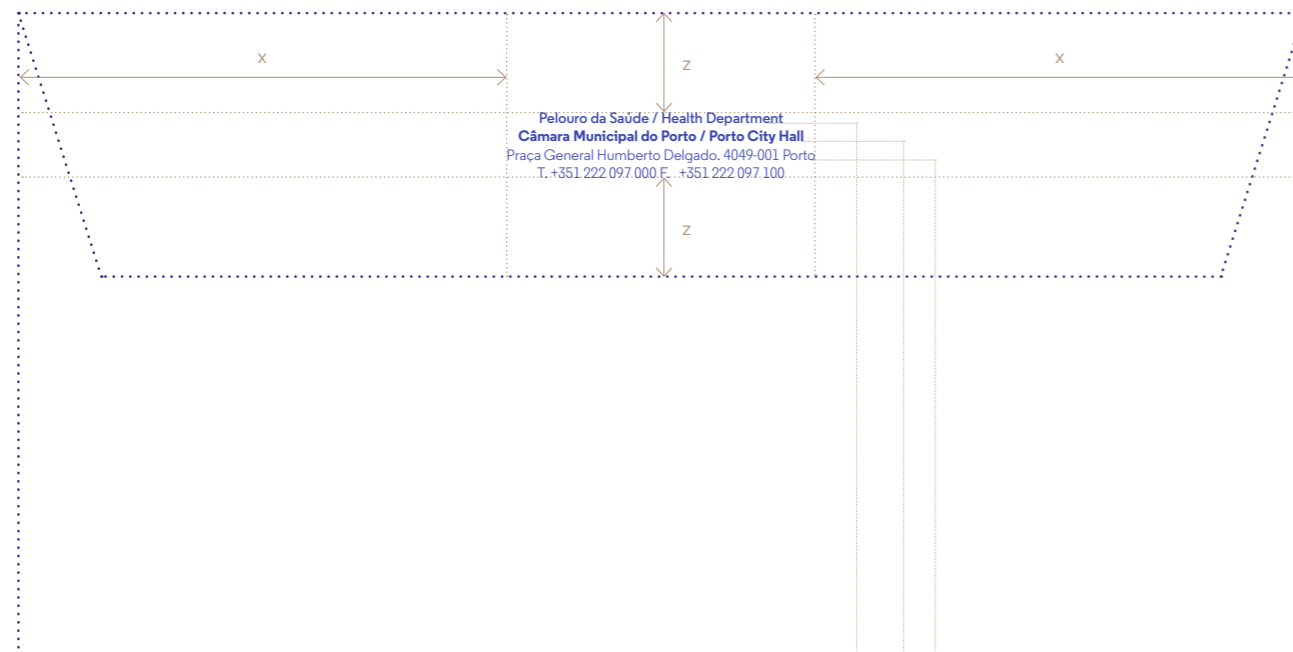 X
Z
X
Pelouro da Saúde / Health Department
Câmara Municipal do Porto / Porto City Hall
Praça General Humberto Delgado. 4049-001 Porto
T. +351 222 097 000 F. +351 222 097 100
Z